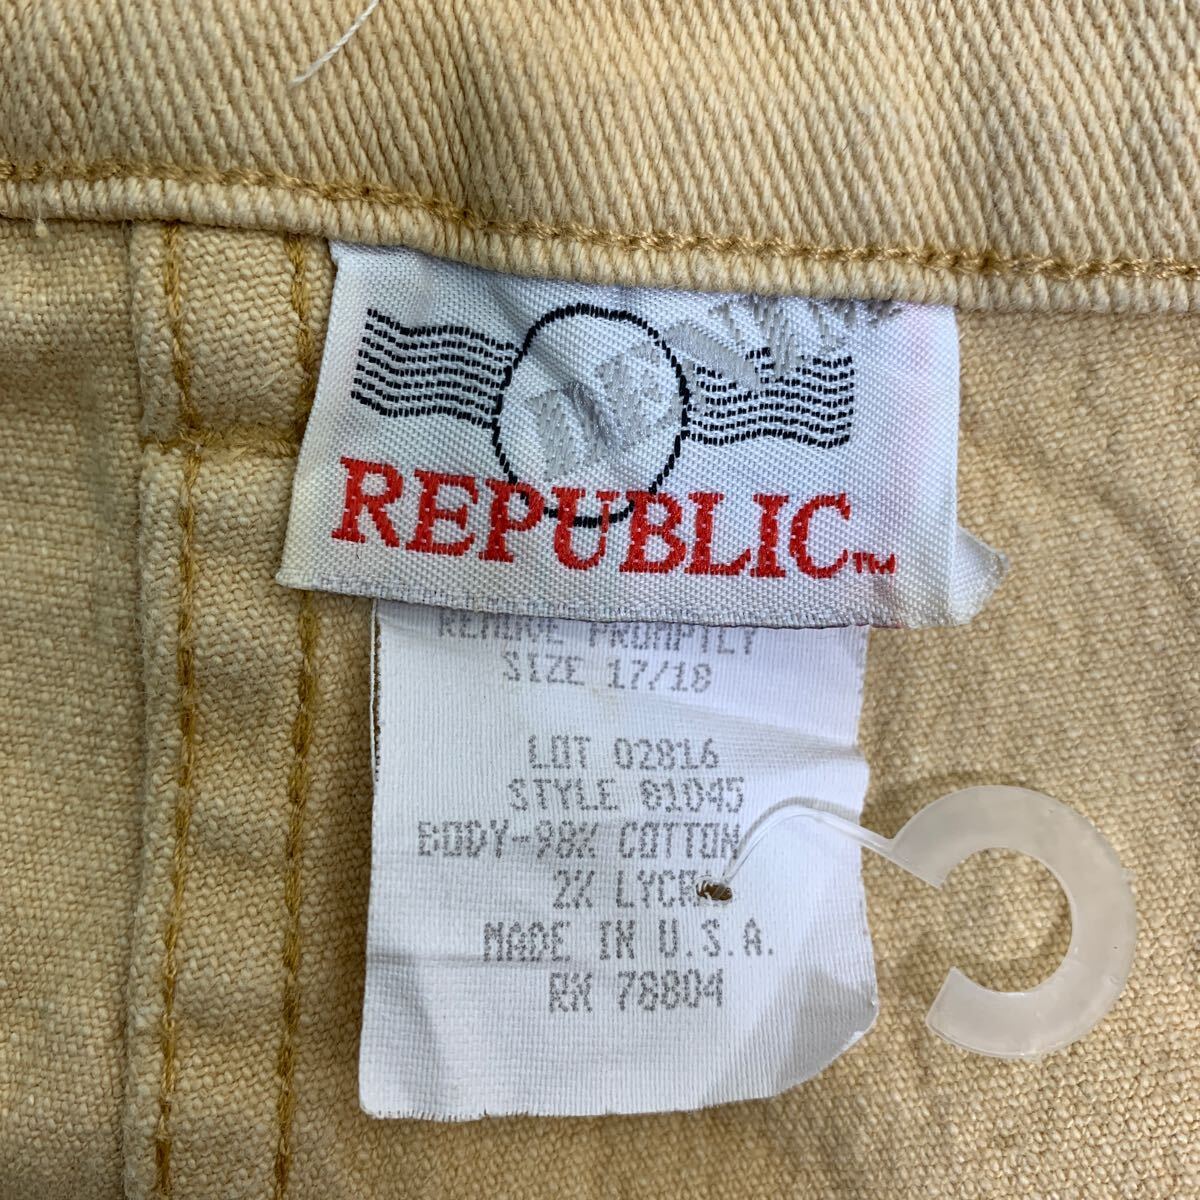 REPUBLIC™
REMOVE PROMPTLY
SIZE 17/18
LOT 02816
STYLE 81045
BODY-98% COTTON
2% LYCRA
MADE IN U.S.A.
RN 78804